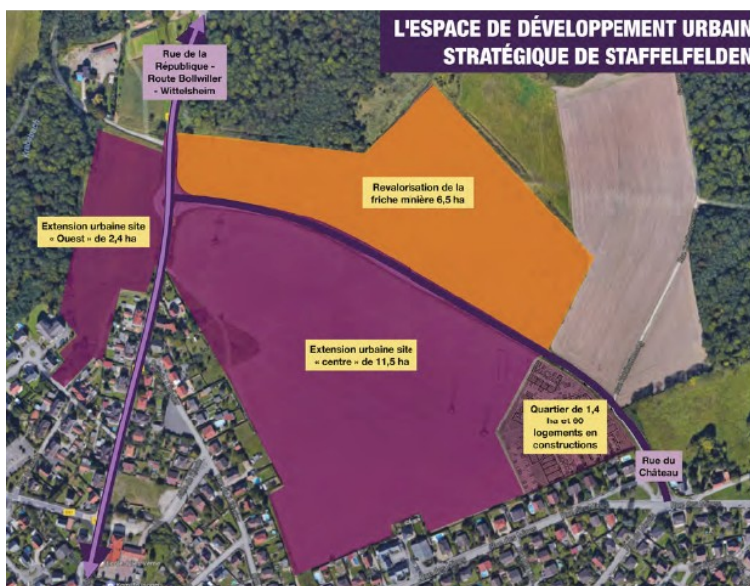 L'ESPACE DE DÉVELOPPEMENT URBAIN
STRATÉGIQUE DE STAFFELFELDEN
Rue de la
République -
Route Bollwiller
- Wittelsheim
Revalorisation de la
friche minière 6,5 ha
Extension urbaine site
« Ouest » de 2,4 ha
Extension urbaine site
« centre » de 11,5 ha
Quartier de 1,4
ha et 60
logements en
constructions
Rue du
Château